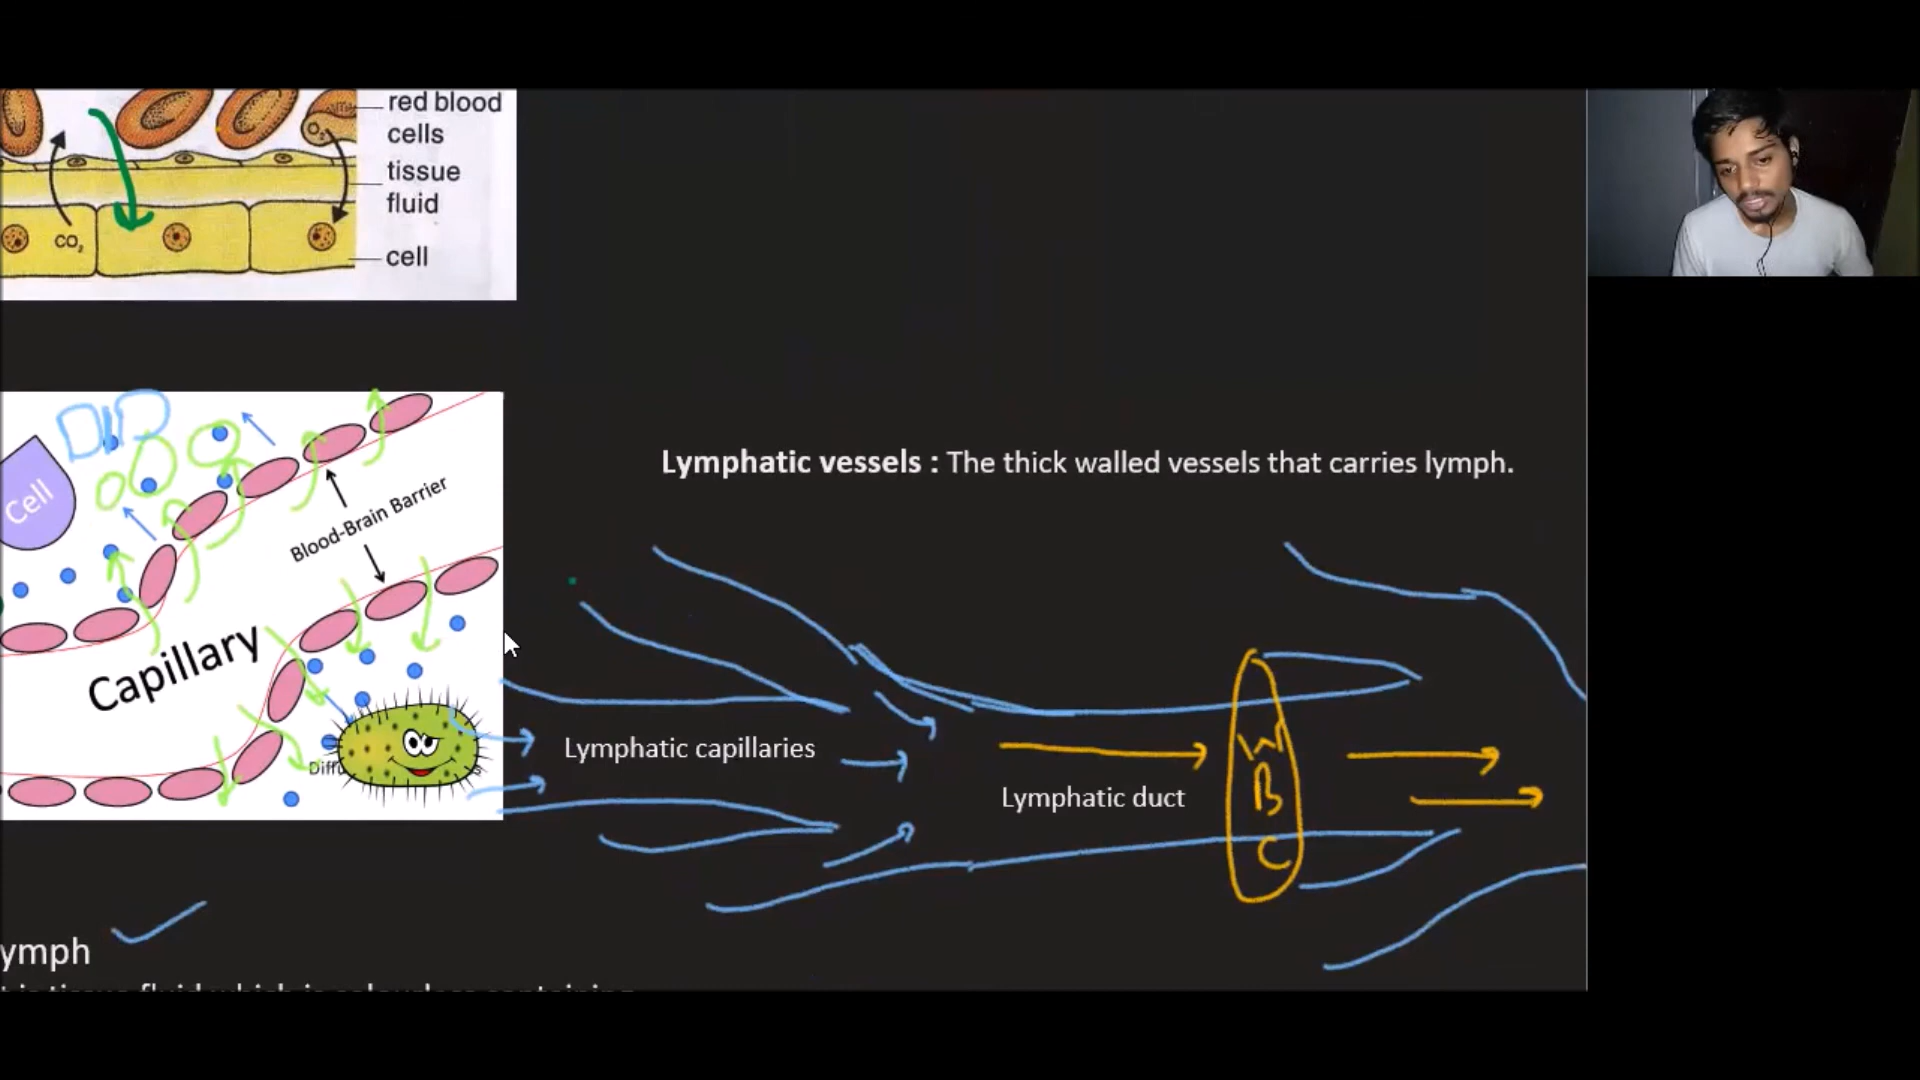 red blood
cells
tissue
fluid
cell
O₂
CO₂
Cell
Blood-Brain Barrier
Capillary
Lymphatic vessels : The thick walled vessels that carries lymph.
Lymphatic capillaries
Lymphatic duct
W
B
C
ymph